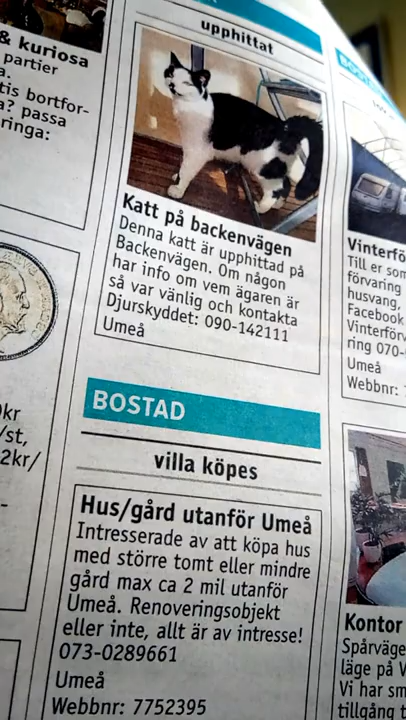 & kuriosa
partier
a.
tis bortfor-
a? passa
ringa:
0kr
/st,
2kr/
upphittat
Katt på backenvägen
Denna katt är upphittad på
Backenvägen. Om någon
har info om vem ägaren är
så var vänlig och kontakta
Djurskyddet: 090-142111
Umeå
BOSTAD
villa köpes
Hus/gård utanför Umeå
Intresserade av att köpa hus
med större tomt eller mindre
gård max ca 2 mil utanför
Umeå. Renoveringsobjekt
eller inte, allt är av intresse!
073-0289661
Umeå
Webbnr: 7752395
Vinterfö
Till er som
förvaring
husvang,
Facebook
Vinterförv
ring 070-
Umeå
Webbnr:
Kontor
Spårväge
läge på V
Vi har sm
tillgång t